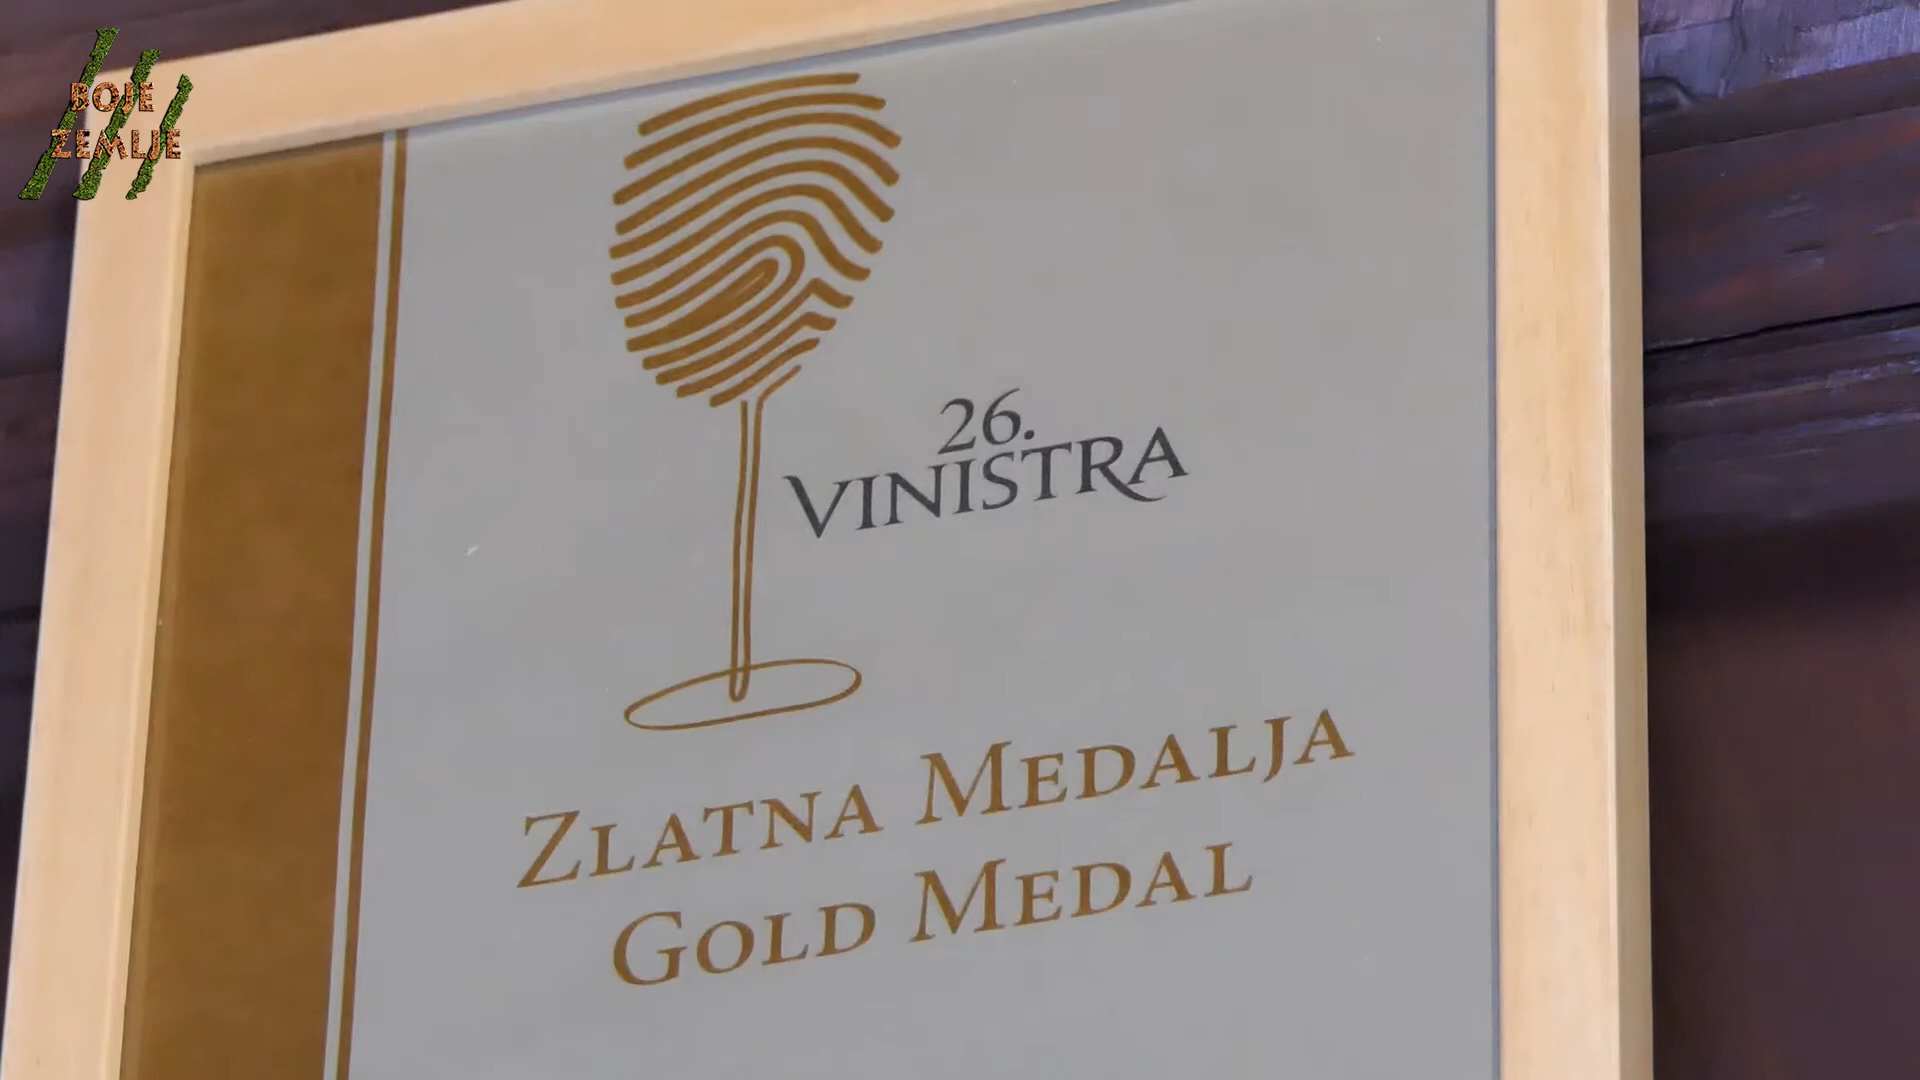 BOJE
ZEMLJE
26.
VINISTRA
ZLATNA MEDALJA
GOLD MEDAL